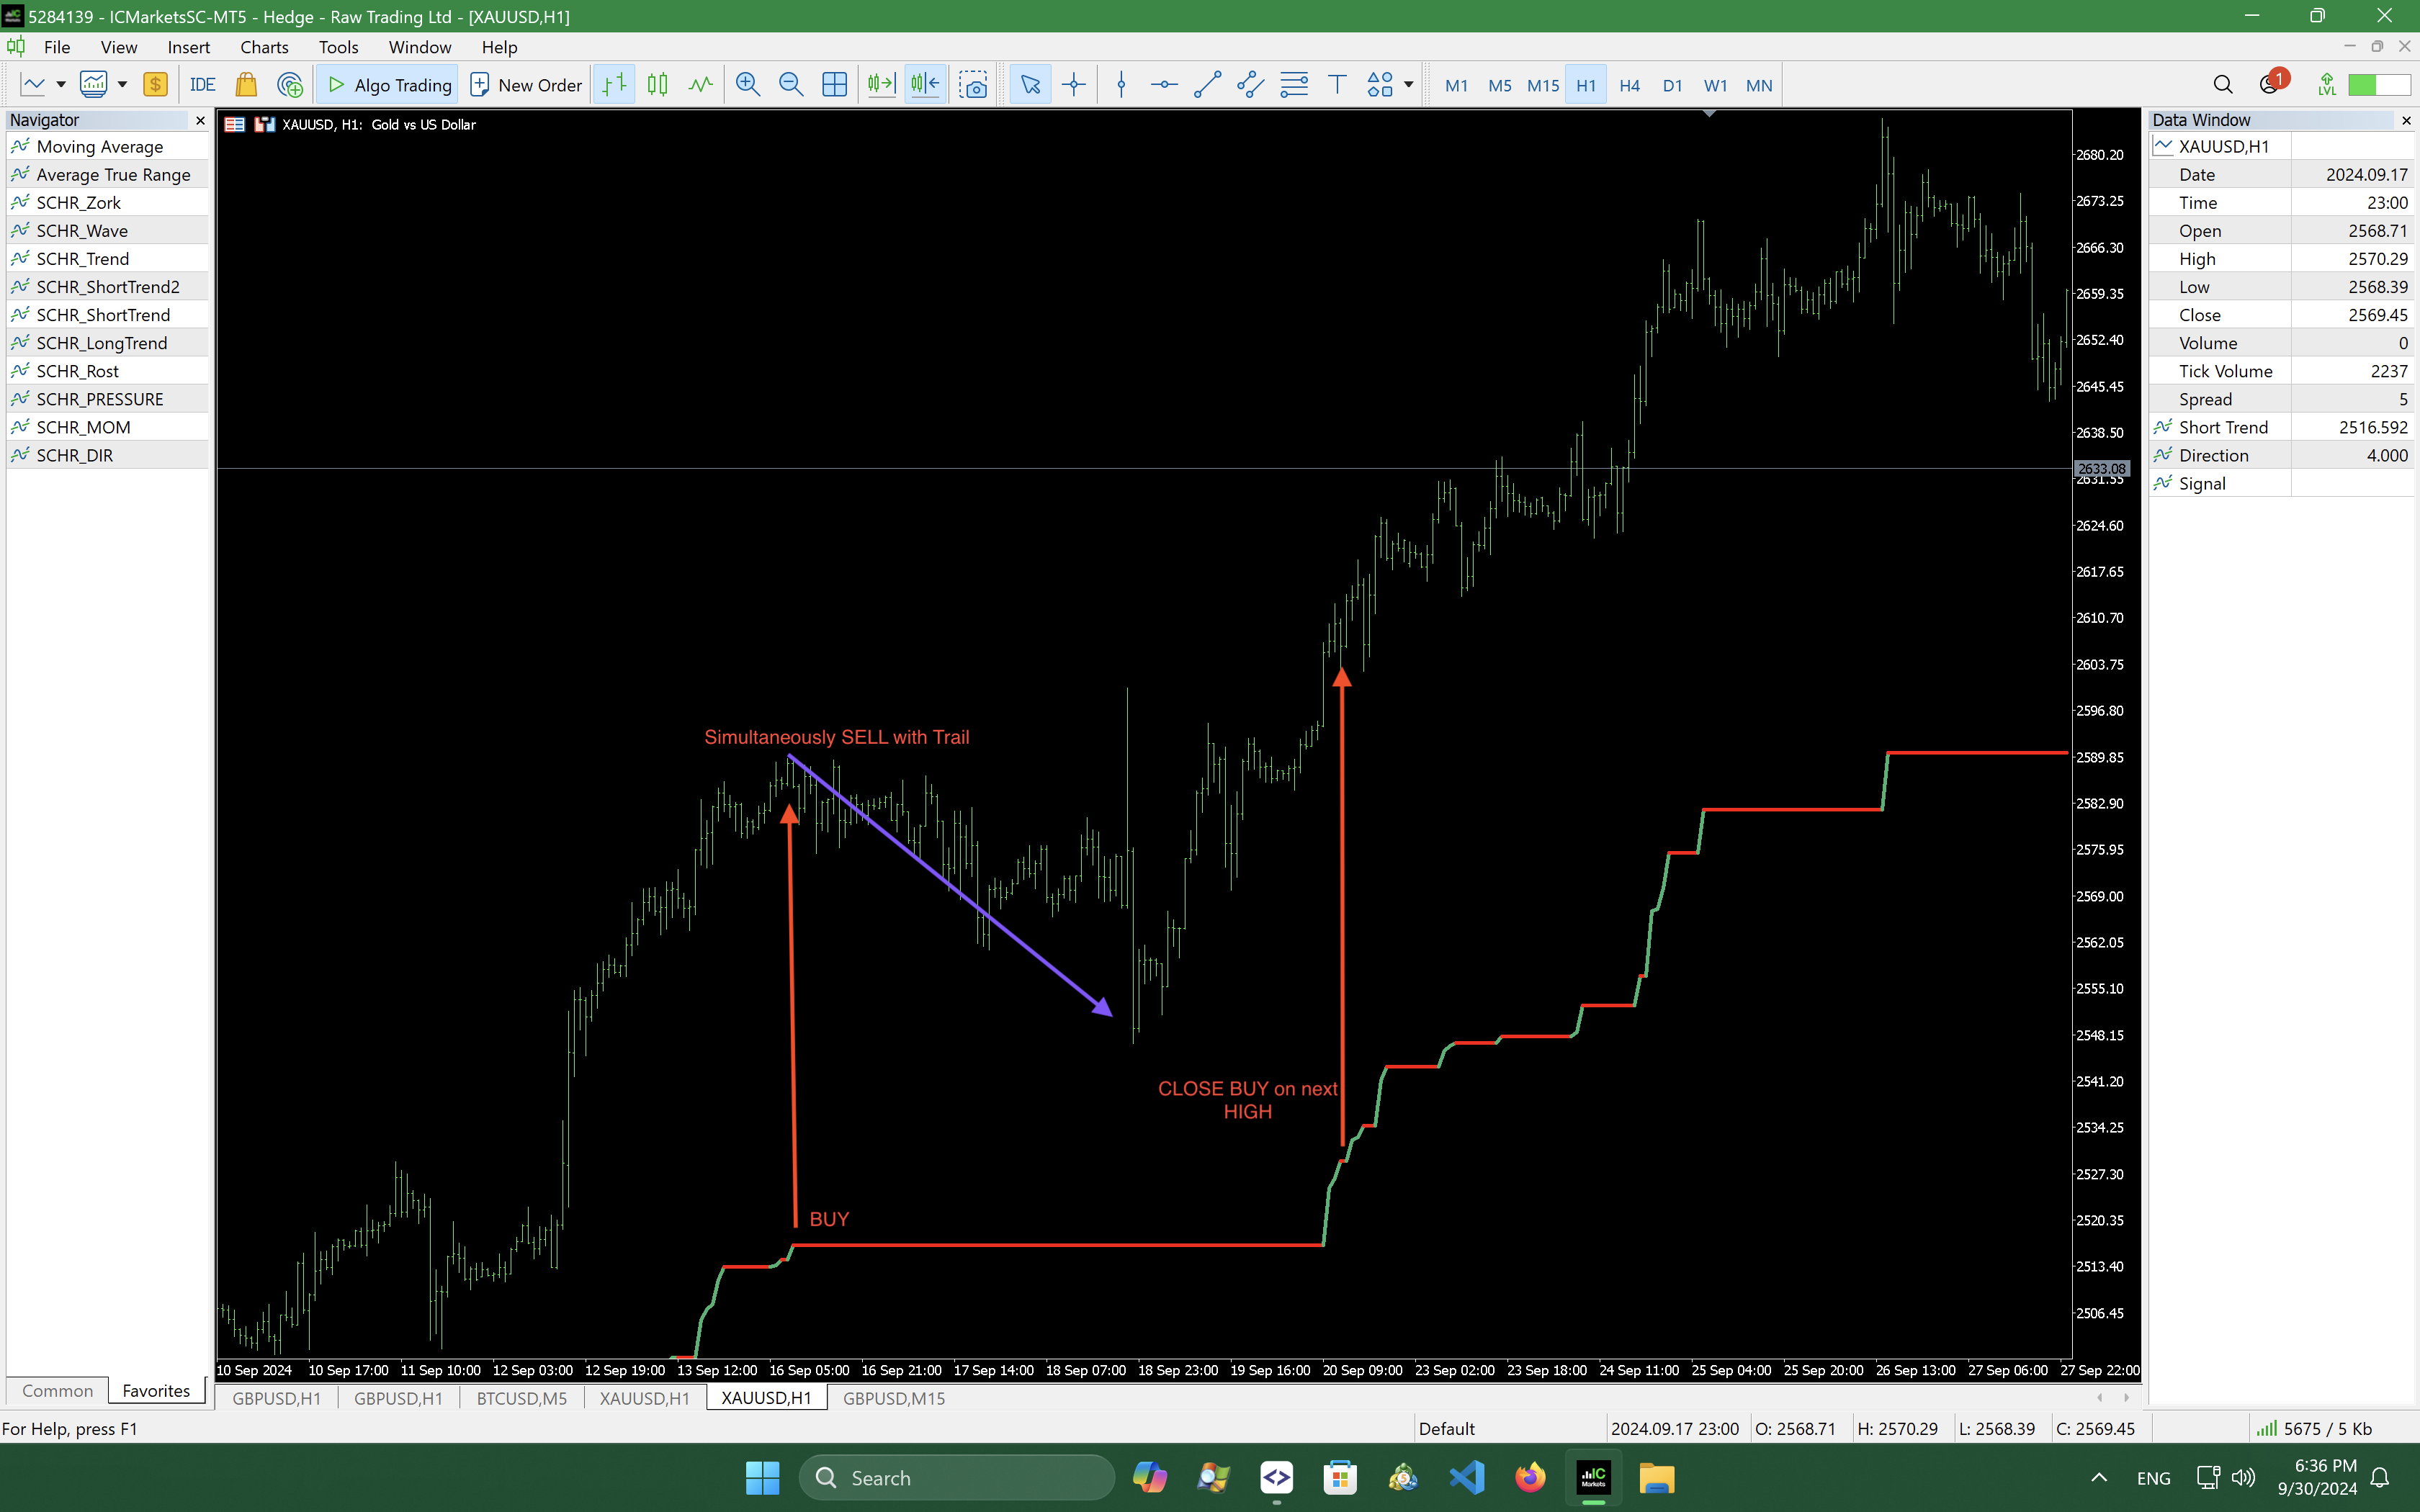 5284139 - ICMarketsSC-MT5 - Hedge - Raw Trading Ltd - [XAUUSD,H1]
File View Insert Charts Tools Window Help
IDE Algo Trading New Order M1 M5 M15 H1 H4 D1 W1 MN 1 LVL
Navigator
Moving Average
Average True Range
SCHR_Zork
SCHR_Wave
SCHR_Trend
SCHR_ShortTrend2
SCHR_ShortTrend
SCHR_LongTrend
SCHR_Rost
SCHR_PRESSURE
SCHR_MOM
SCHR_DIR
Common Favorites
XAUUSD, H1: Gold vs US Dollar
Simultaneously SELL with Trail
BUY
CLOSE BUY on next
HIGH
2680.20
2673.25
2666.30
2659.35
2652.40
2645.45
2638.50
2633.08
2631.55
2624.60
2617.65
2610.70
2603.75
2596.80
2589.85
2582.90
2575.95
2569.00
2562.05
2555.10
2548.15
2541.20
2534.25
2527.30
2520.35
2513.40
2506.45
10 Sep 2024 10 Sep 17:00 11 Sep 10:00 12 Sep 03:00 12 Sep 19:00 13 Sep 12:00 16 Sep 05:00 16 Sep 21:00 17 Sep 14:00 18 Sep 07:00 18 Sep 23:00 19 Sep 16:00 20 Sep 09:00 23 Sep 02:00 23 Sep 18:00 24 Sep 11:00 25 Sep 04:00 25 Sep 20:00 26 Sep 13:00 27 Sep 06:00 27 Sep 22:00
GBPUSD,H1 GBPUSD,H1 BTCUSD,M5 XAUUSD,H1 XAUUSD,H1 GBPUSD,M15
Data Window
XAUUSD,H1
Date 2024.09.17
Time 23:00
Open 2568.71
High 2570.29
Low 2568.39
Close 2569.45
Volume 0
Tick Volume 2237
Spread 5
Short Trend 2516.592
Direction 4.000
Signal
For Help, press F1 Default 2024.09.17 23:00 O: 2568.71 H: 2570.29 L: 2568.39 C: 2569.45 5675 / 5 Kb
Search IC Markets ENG 6:36 PM
9/30/2024